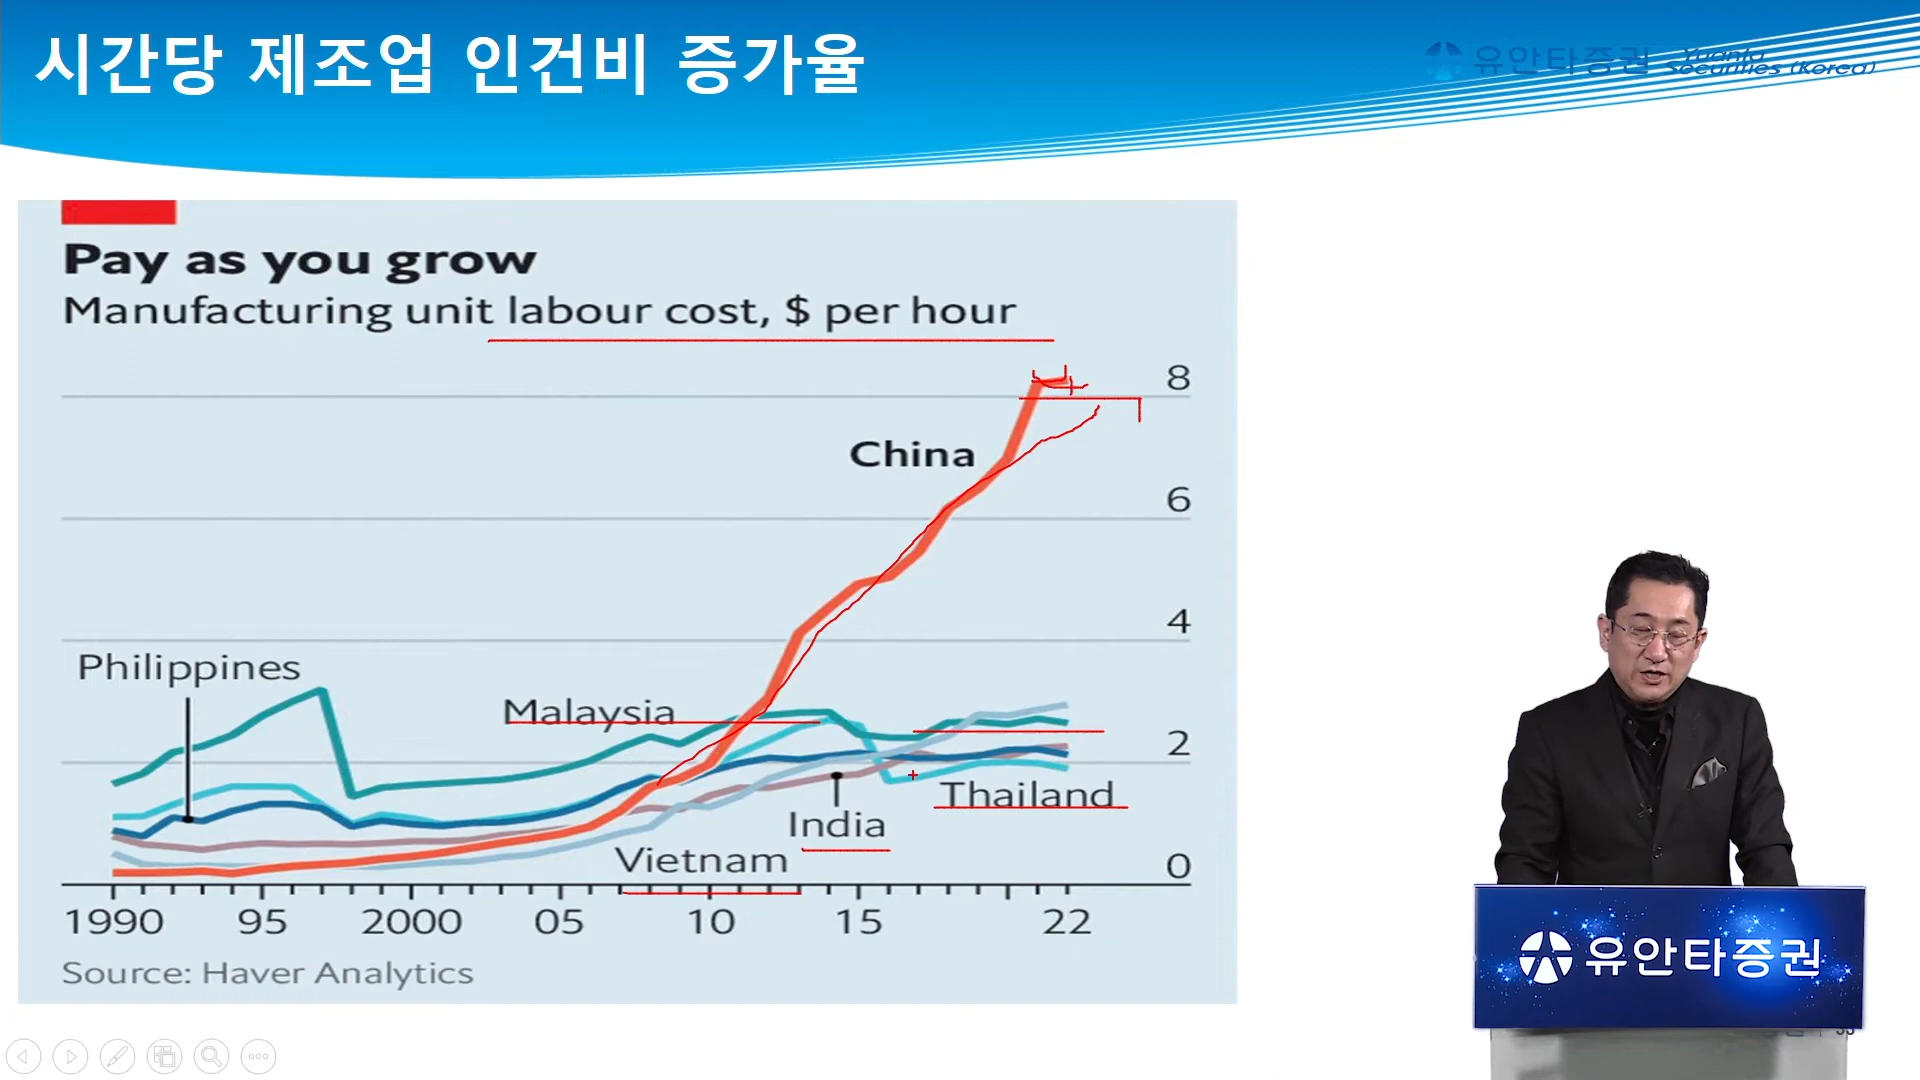 시간당 제조업 인건비 증가율
유안타증권 Yuanta Securities (Korea)
Pay as you grow
Manufacturing unit labour cost, $ per hour
8
China
6
4
Philippines
Malaysia
2
Thailand
India
Vietnam
0
1990 95 2000 05 10 15 22
Source: Haver Analytics
유안타증권